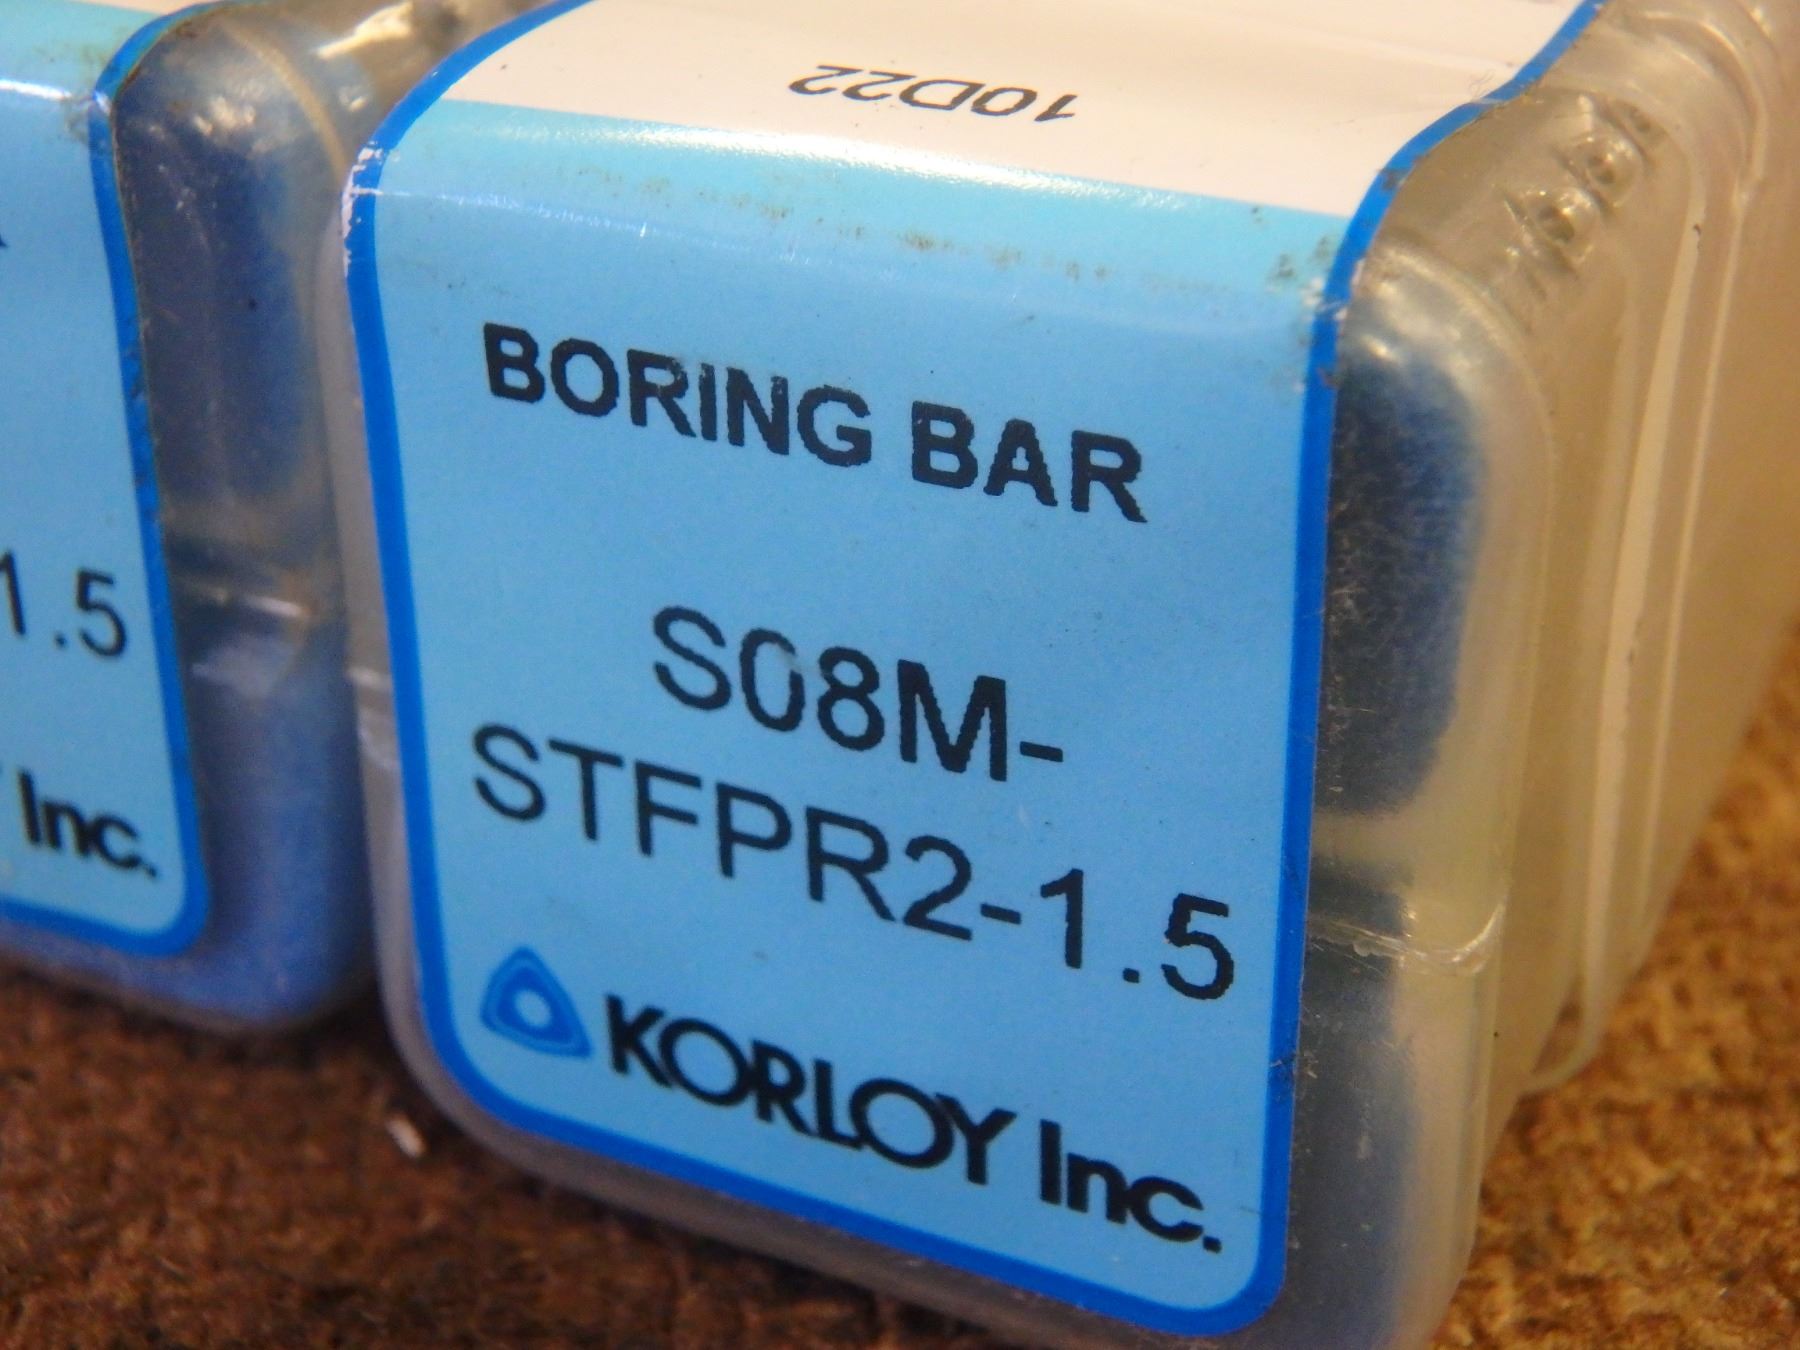 10D22
BORING BAR
S08M-
STFPR2-1.5
KORLOY Inc.
1.5
Inc.